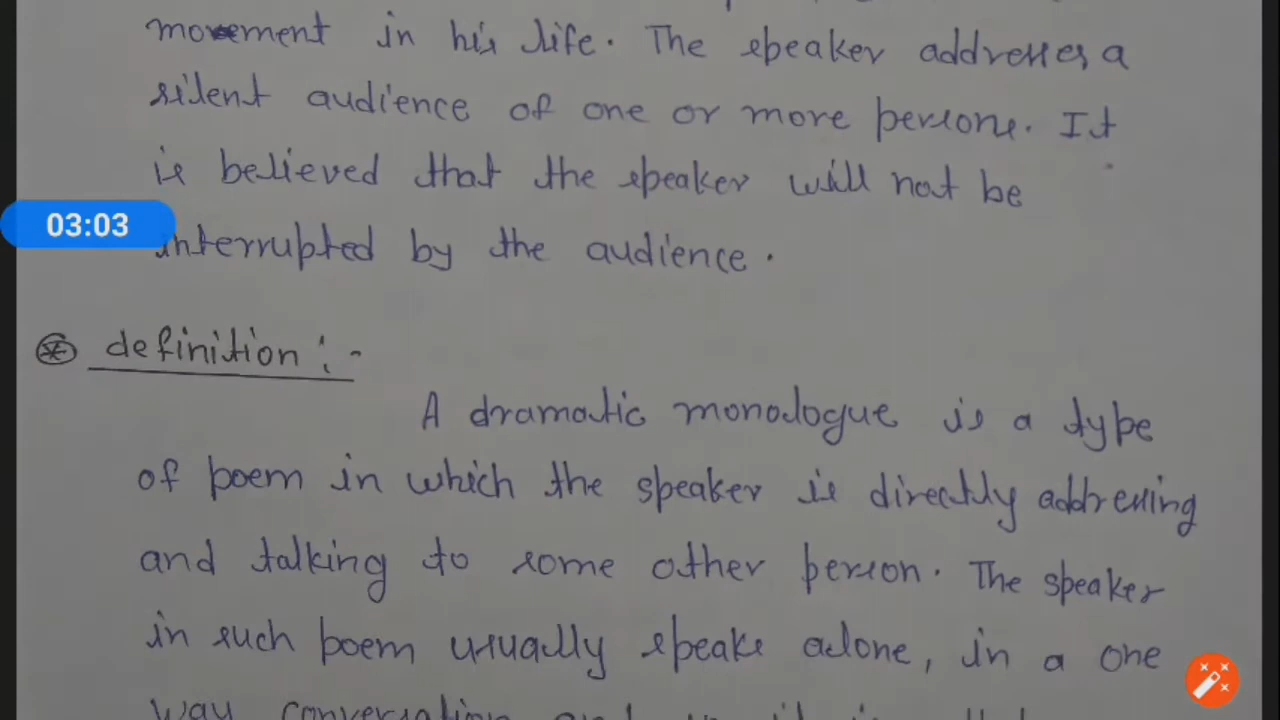 movement in his life. The speaker addresses a
silent audience of one or more persons. It
is believed that the speaker will not be
03:03
interrupted by the audience.
definition :-
A dramatic monologue is a type
of poem in which the speaker is directly addressing
and talking to some other person. The speaker
in such poem usually speaks alone, in a one
way conversation and